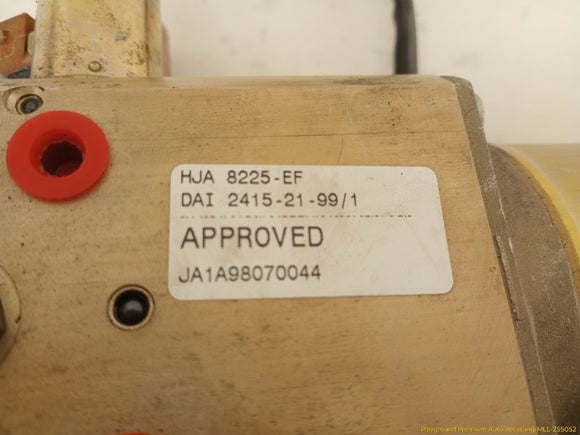 HJA 8225-EF
DAI 2415-21-99/1
APPROVED
JA1A98070044
Playground Premium Auto Recycling MLL-255052